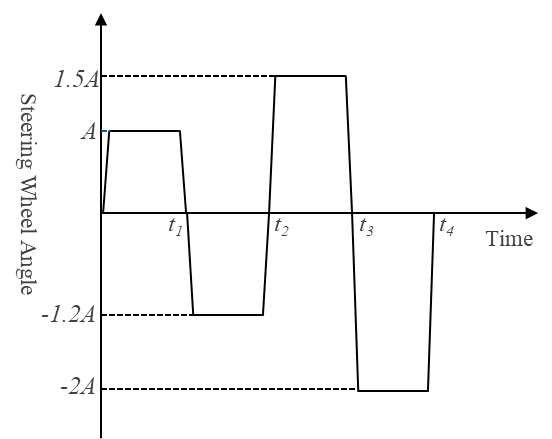 1.5A
A
Steering Wheel Angle
t1 t2 t3 t4
Time
-1.2A
-2A